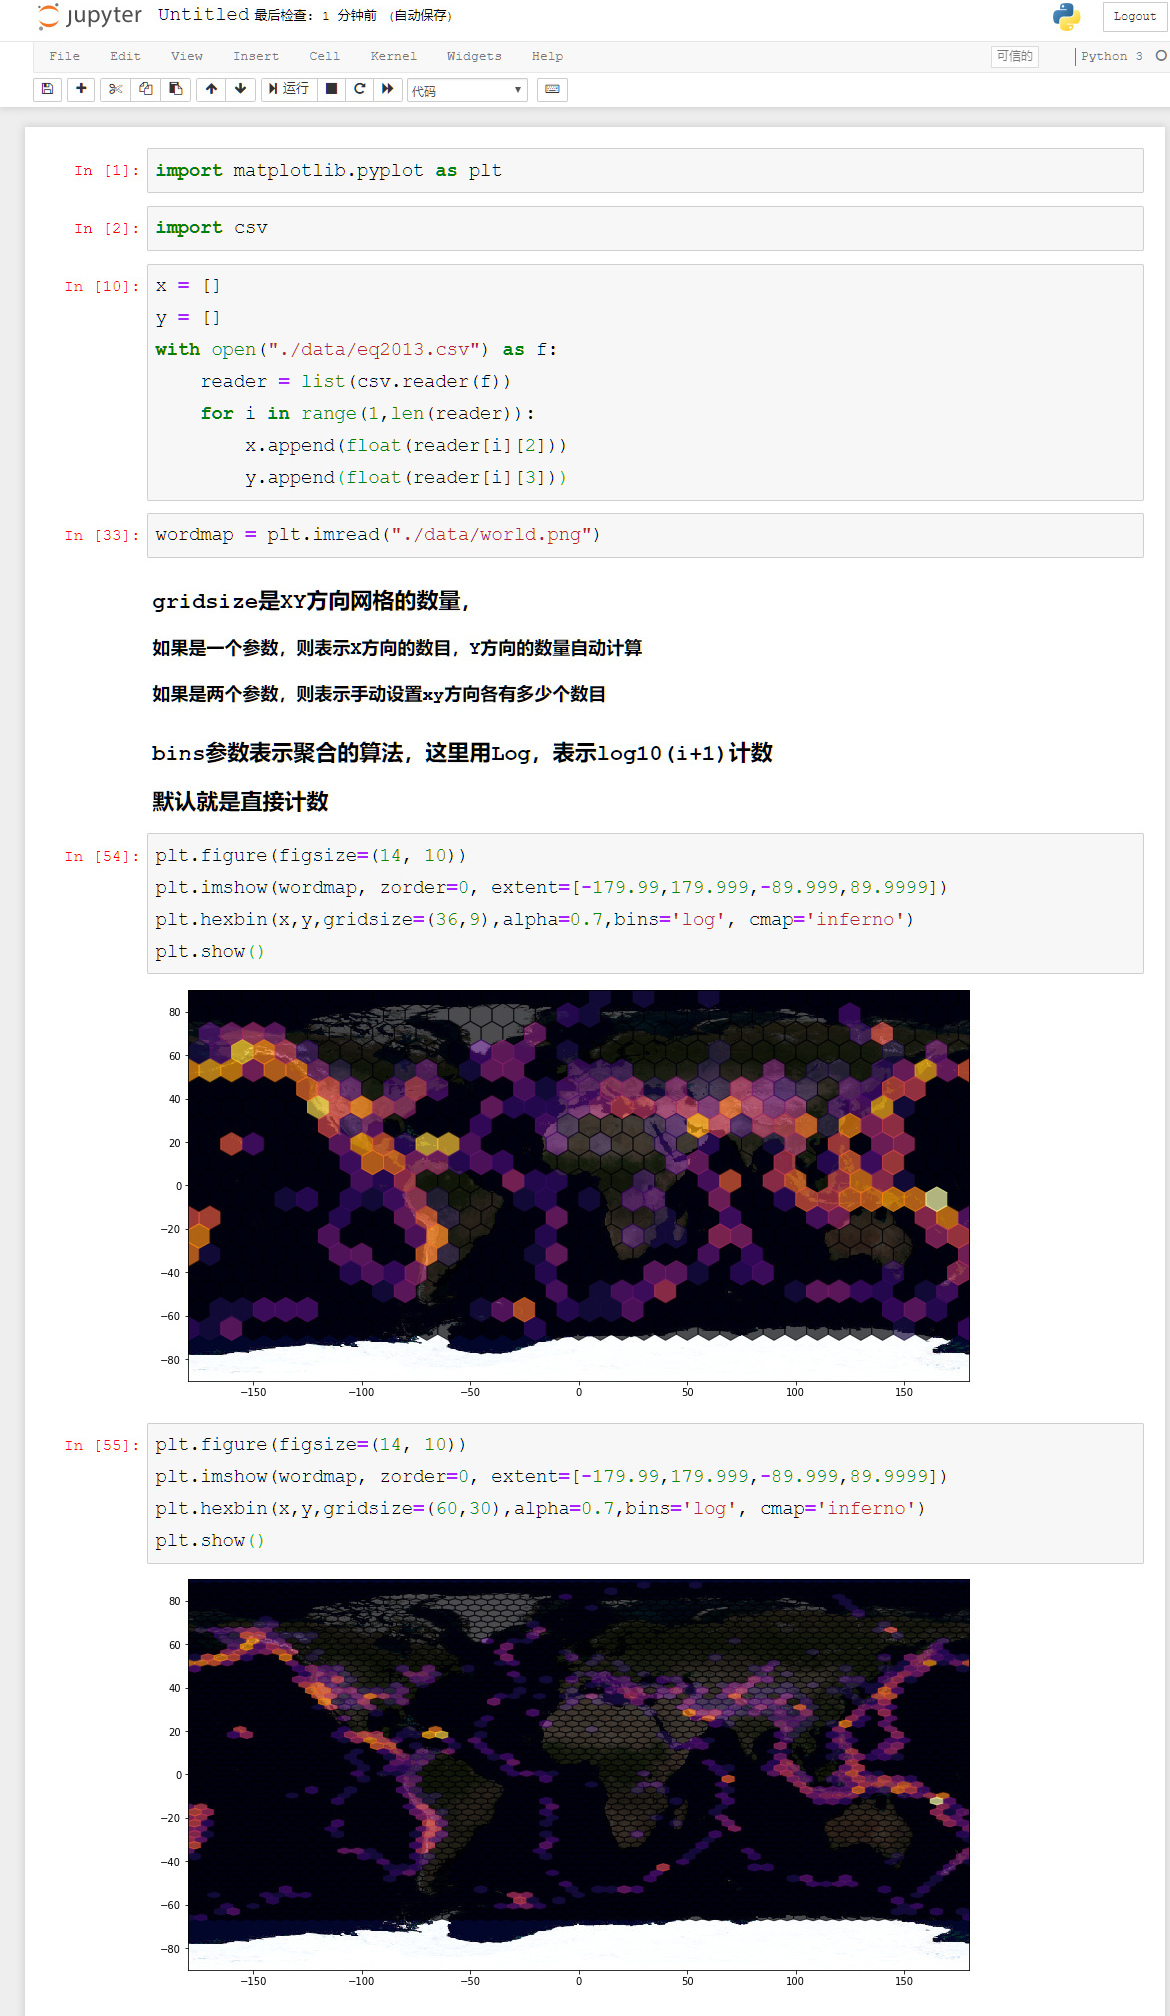 jupyter Untitled 最后检查: 1 分钟前 (自动保存) Logout
File Edit View Insert Cell Kernel Widgets Help 可信的 Python 3
运行 代码
In [1]: import matplotlib.pyplot as plt
In [2]: import csv
In [10]: x = []
y = []
with open("./data/eq2013.csv") as f:
reader = list(csv.reader(f))
for i in range(1,len(reader)):
x.append(float(reader[i][2]))
y.append(float(reader[i][3]))
In [33]: wordmap = plt.imread("./data/world.png")
gridsize是XY方向网格的数量，
如果是一个参数，则表示X方向的数目，Y方向的数量自动计算
如果是两个参数，则表示手动设置xy方向各有多少个数目
bins参数表示聚合的算法，这里用Log，表示log10(i+1)计数
默认就是直接计数
In [54]: plt.figure(figsize=(14, 10))
plt.imshow(wordmap, zorder=0, extent=[-179.99,179.999,-89.999,89.9999])
plt.hexbin(x,y,gridsize=(36,9),alpha=0.7,bins='log', cmap='inferno')
plt.show()
80
60
40
20
0
−20
−40
−60
−80
−150 −100 −50 0 50 100 150
In [55]: plt.figure(figsize=(14, 10))
plt.imshow(wordmap, zorder=0, extent=[-179.99,179.999,-89.999,89.9999])
plt.hexbin(x,y,gridsize=(60,30),alpha=0.7,bins='log', cmap='inferno')
plt.show()
80
60
40
20
0
−20
−40
−60
−80
−150 −100 −50 0 50 100 150